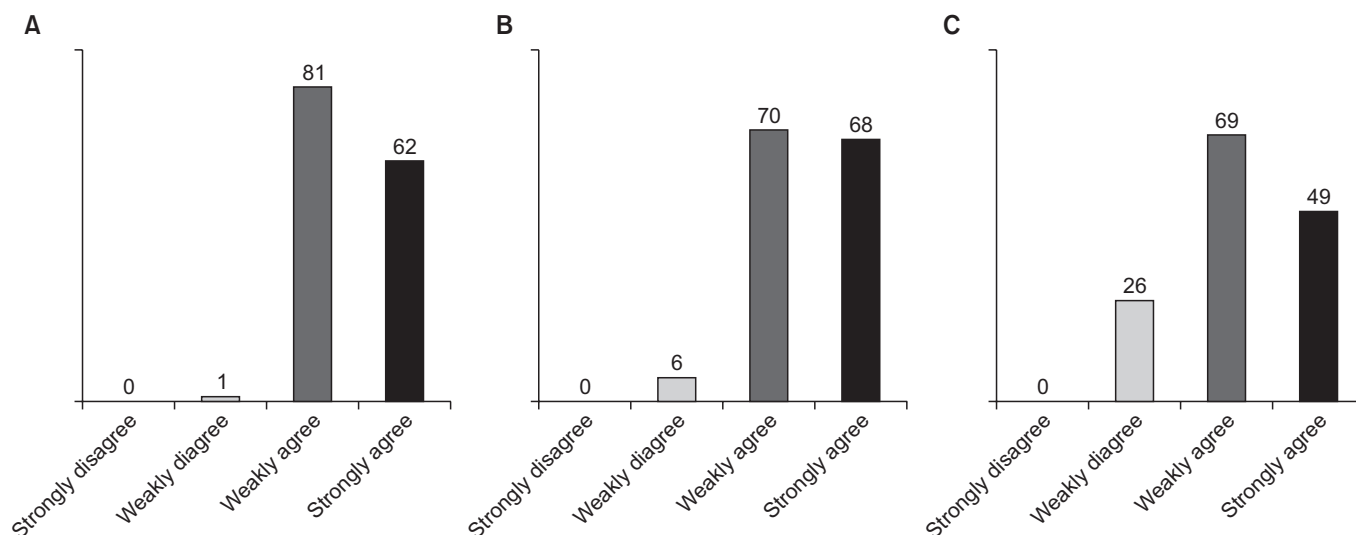 A
81
62
0
1
Strongly disagree
Weakly diagree
Weakly agree
Strongly agree
B
70
68
0
6
Strongly disagree
Weakly diagree
Weakly agree
Strongly agree
C
69
49
0
26
Strongly disagree
Weakly diagree
Weakly agree
Strongly agree